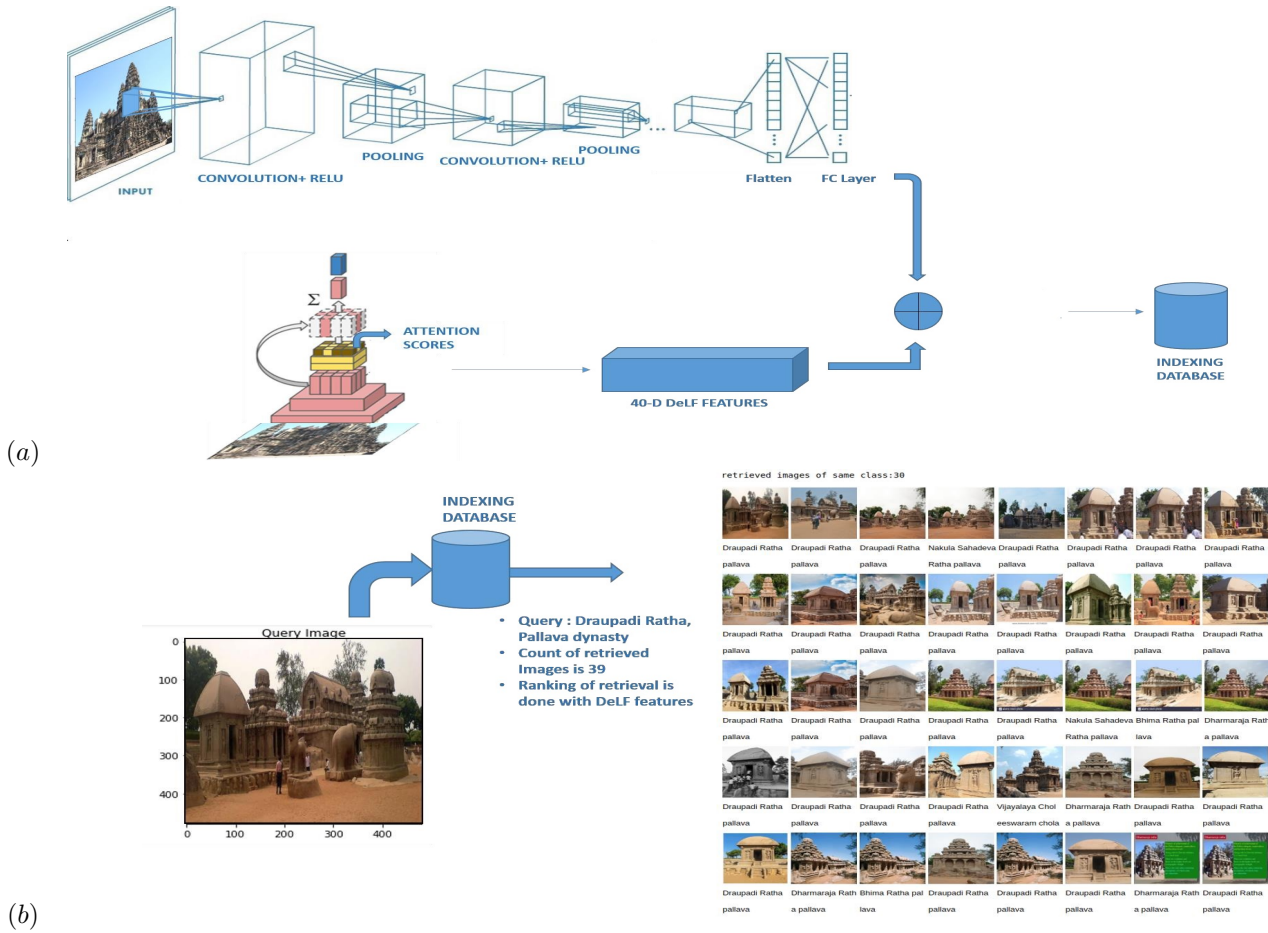 INPUT
CONVOLUTION+ RELU
POOLING
CONVOLUTION+ RELU
POOLING
...
Flatten
FC Layer
Σ
ATTENTION
SCORES
40-D DeLF FEATURES
INDEXING
DATABASE
(a)
INDEXING
DATABASE
Query Image
0
100
200
300
400
0 100 200 300 400
• Query : Draupadi Ratha,
Pallava dynasty
• Count of retrieved
Images is 39
• Ranking of retrieval is
done with DeLF features
retrieved images of same class:30
Draupadi Ratha Draupadi Ratha Draupadi Ratha Nakula Sahadeva Draupadi Ratha Draupadi Ratha Draupadi Ratha Draupadi Ratha
pallava pallava pallava Ratha pallava pallava pallava pallava pallava
Draupadi Ratha Draupadi Ratha Draupadi Ratha Draupadi Ratha Draupadi Ratha Draupadi Ratha Draupadi Ratha Draupadi Ratha
pallava pallava pallava pallava pallava pallava pallava pallava
Draupadi Ratha Draupadi Ratha Draupadi Ratha Draupadi Ratha Draupadi Ratha Nakula Sahadeva Bhima Ratha pal Dharmaraja Rath
pallava pallava pallava pallava pallava Ratha pallava lava a pallava
Draupadi Ratha Draupadi Ratha Draupadi Ratha Draupadi Ratha Vijayalaya Chol Dharmaraja Rath Draupadi Ratha Draupadi Ratha
pallava pallava pallava pallava eeswaram chola a pallava pallava pallava
Draupadi Ratha Dharmaraja Rath Bhima Ratha pal Draupadi Ratha Draupadi Ratha Draupadi Ratha Dharmaraja Rath Draupadi Ratha
pallava a pallava lava pallava pallava pallava a pallava pallava
(b)